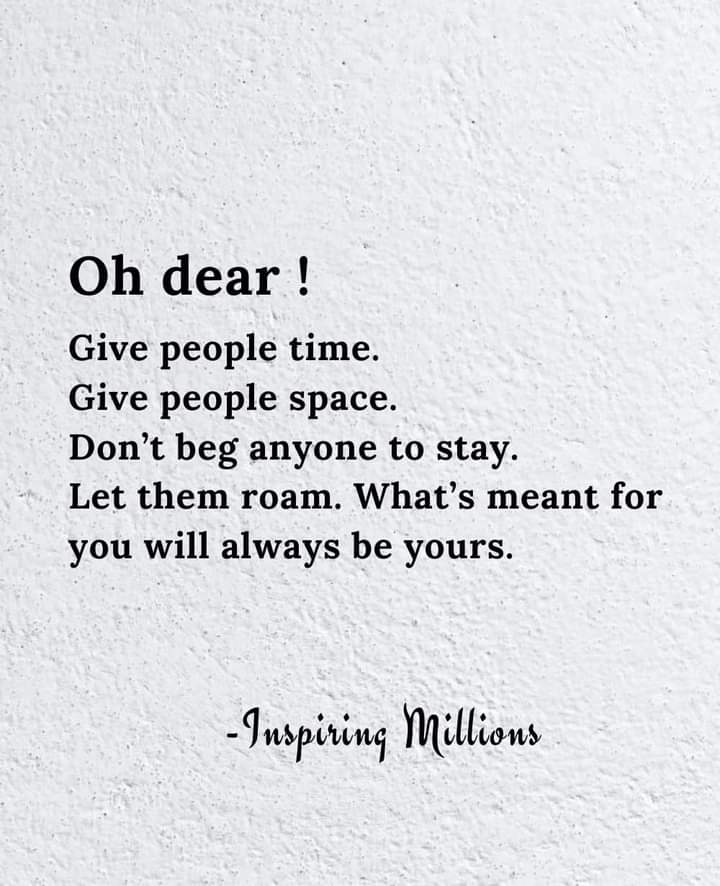 Oh dear !
Give people time.
Give people space.
Don’t beg anyone to stay.
Let them roam. What’s meant for
you will always be yours.
-Inspiring Millions